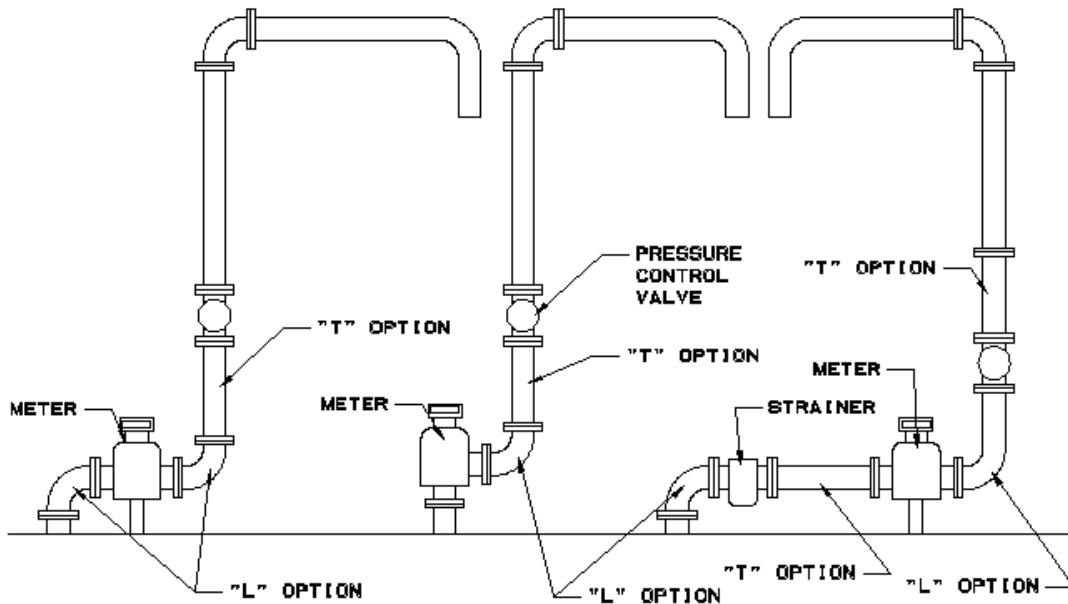 PRESSURE
CONTROL
VALVE
"T" OPTION
"T" OPTION
"T" OPTION
METER
METER
METER
STRAINER
"L" OPTION
"L" OPTION
"T" OPTION
"L" OPTION